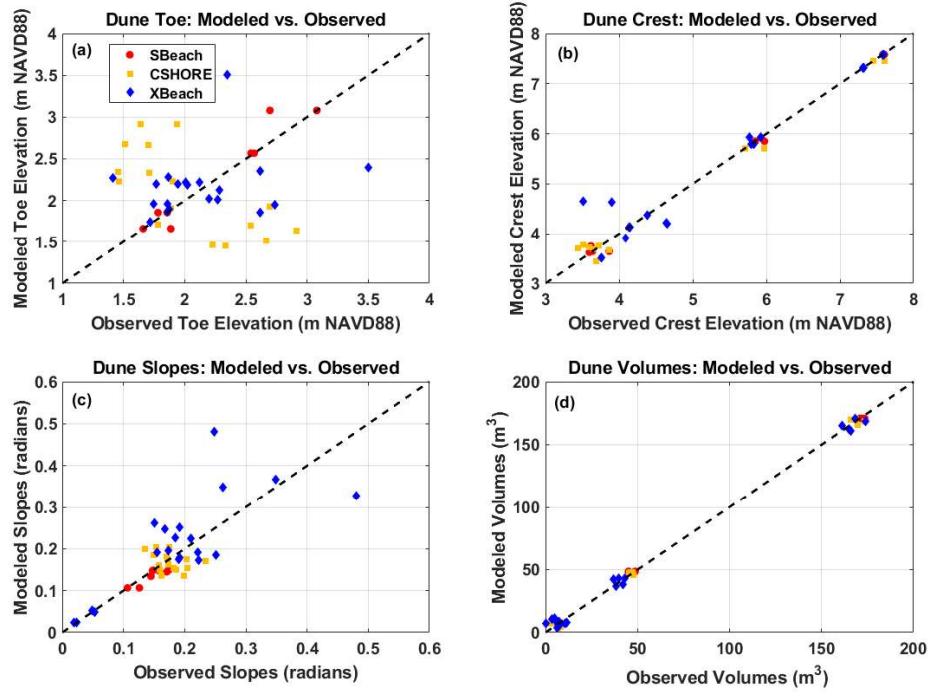 Dune Toe: Modeled vs. Observed
(a)
SBeach
CSHORE
XBeach
4
3.5
3
2.5
2
1.5
1
1 1.5 2 2.5 3 3.5 4
Modeled Toe Elevation (m NAVD88)
Observed Toe Elevation (m NAVD88)
Dune Crest: Modeled vs. Observed
(b)
8
7
6
5
4
3
3 4 5 6 7 8
Modeled Crest Elevation (m NAVD88)
Observed Crest Elevation (m NAVD88)
Dune Slopes: Modeled vs. Observed
(c)
0.6
0.5
0.4
0.3
0.2
0.1
0
0 0.1 0.2 0.3 0.4 0.5 0.6
Modeled Slopes (radians)
Observed Slopes (radians)
Dune Volumes: Modeled vs. Observed
(d)
200
150
100
50
0
0 50 100 150 200
Modeled Volumes (m³)
Observed Volumes (m³)